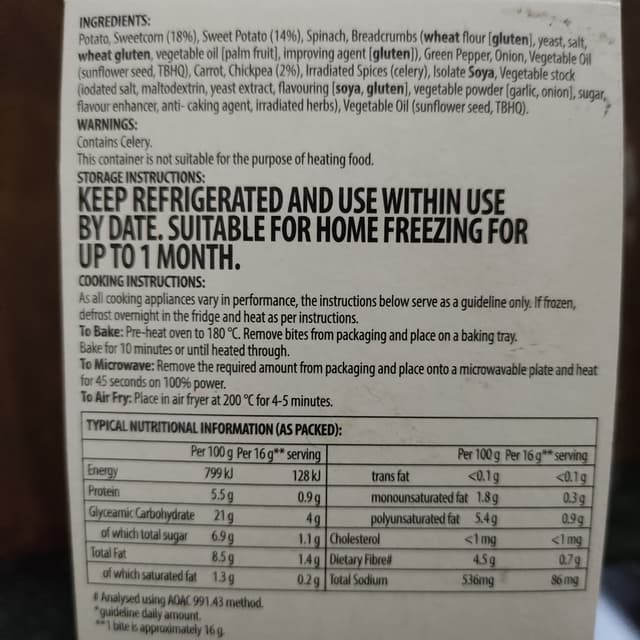 INGREDIENTS:
Potato, Sweetcorn (18%), Sweet Potato (14%), Spinach, Breadcrumbs (wheat flour [gluten], yeast, salt,
wheat gluten, vegetable oil [palm fruit], improving agent [gluten]), Green Pepper, Onion, Vegetable Oil
(sunflower seed, TBHQ), Carrot, Chickpea (2%), Irradiated Spices (celery), Isolate Soya, Vegetable stock
(iodated salt, maltodextrin, yeast extract, flavouring [soya, gluten], vegetable powder [garlic, onion], sugar,
flavour enhancer, anti- caking agent, irradiated herbs), Vegetable Oil (sunflower seed, TBHQ).
WARNINGS:
Contains Celery.
This container is not suitable for the purpose of heating food.
STORAGE INSTRUCTIONS:
KEEP REFRIGERATED AND USE WITHIN USE
BY DATE. SUITABLE FOR HOME FREEZING FOR
UP TO 1 MONTH.
COOKING INSTRUCTIONS:
As all cooking appliances vary in performance, the instructions below serve as a guideline only. If frozen,
defrost overnight in the fridge and heat as per instructions.
To Bake: Pre-heat oven to 180 °C. Remove bites from packaging and place on a baking tray.
Bake for 10 minutes or until heated through.
To Microwave: Remove the required amount from packaging and place onto a microwavable plate and heat
for 45 seconds on 100% power.
To Air Fry: Place in air fryer at 200 °C for 4-5 minutes.
TYPICAL NUTRITIONAL INFORMATION (AS PACKED):
Per 100 g Per 16 g** serving Per 100 g Per 16 g** serving
Energy 799 kJ 128 kJ trans fat <0.1 g <0.1 g
Protein 5.5 g 0.9 g monounsaturated fat 1.8 g 0.3 g
Glyceamic Carbohydrate 21 g 4 g polyunsaturated fat 5.4 g 0.9 g
of which total sugar 6.9 g 1.1 g Cholesterol <1 mg <1 mg
Total Fat 8.5 g 1.4 g Dietary Fibre# 4.5 g 0.7 g
of which saturated fat 1.3 g 0.2 g Total Sodium 536mg 86 mg
# Analysed using AOAC 991.43 method.
*guideline daily amount.
**1 bite is approximately 16 g.